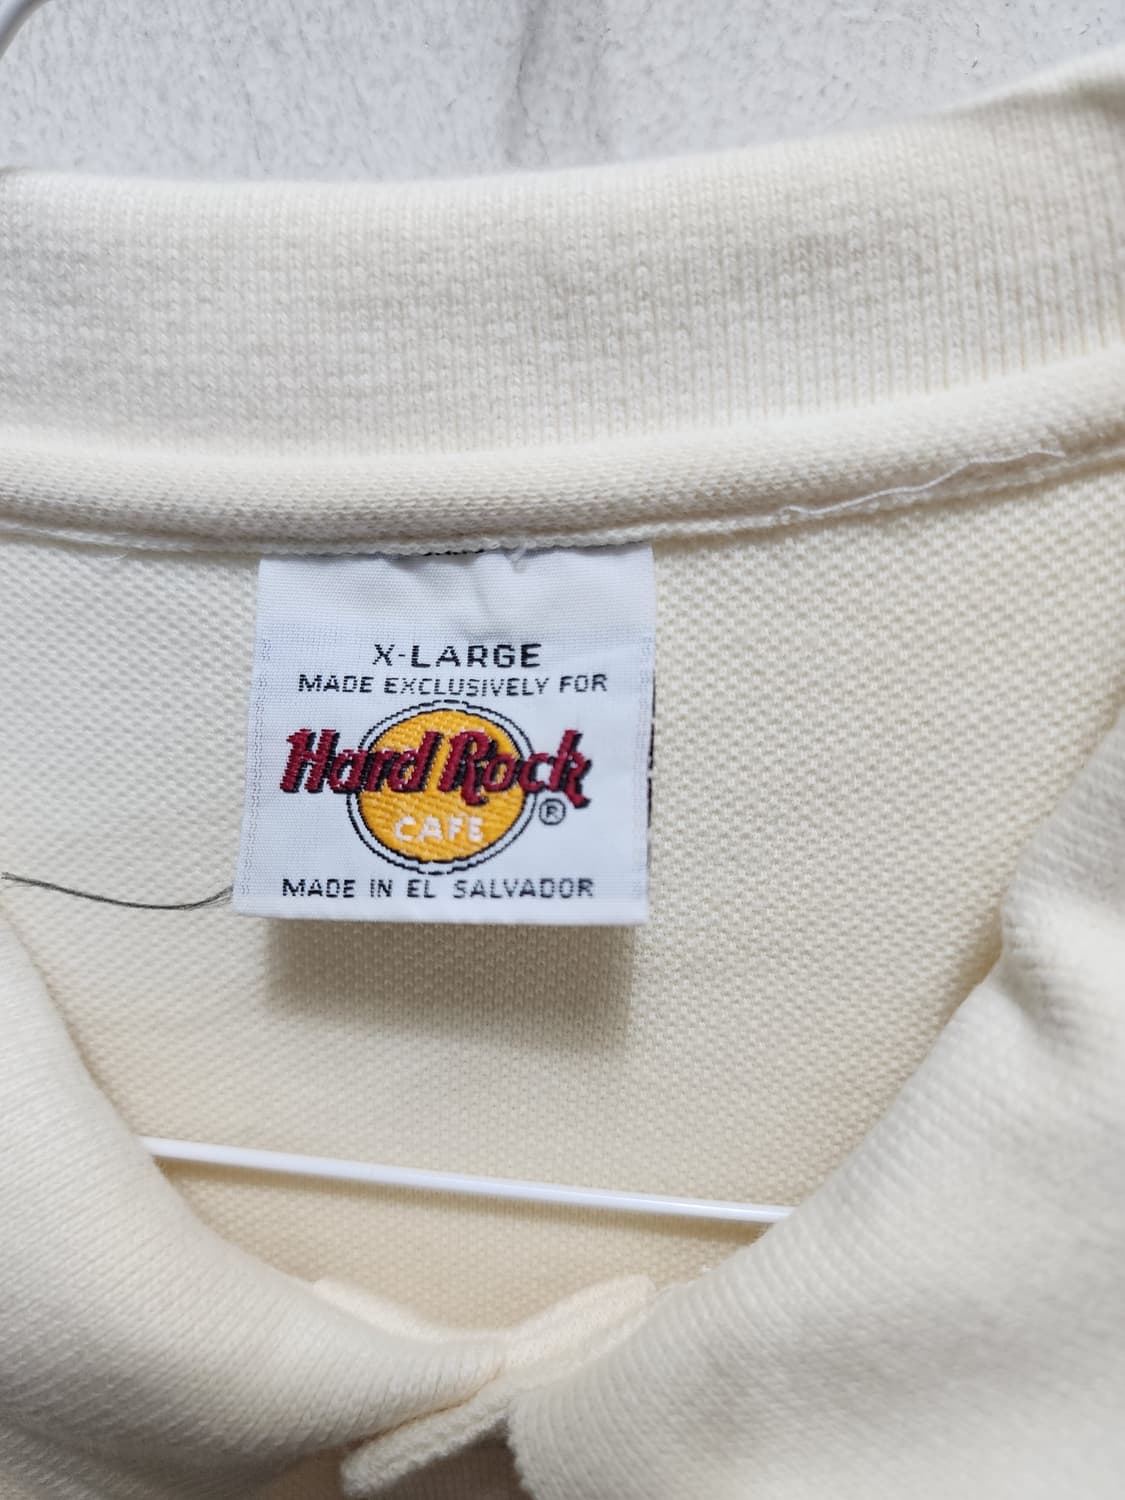 X-LARGE
MADE EXCLUSIVELY FOR
Hard Rock
CAFE ®
MADE IN EL SALVADOR